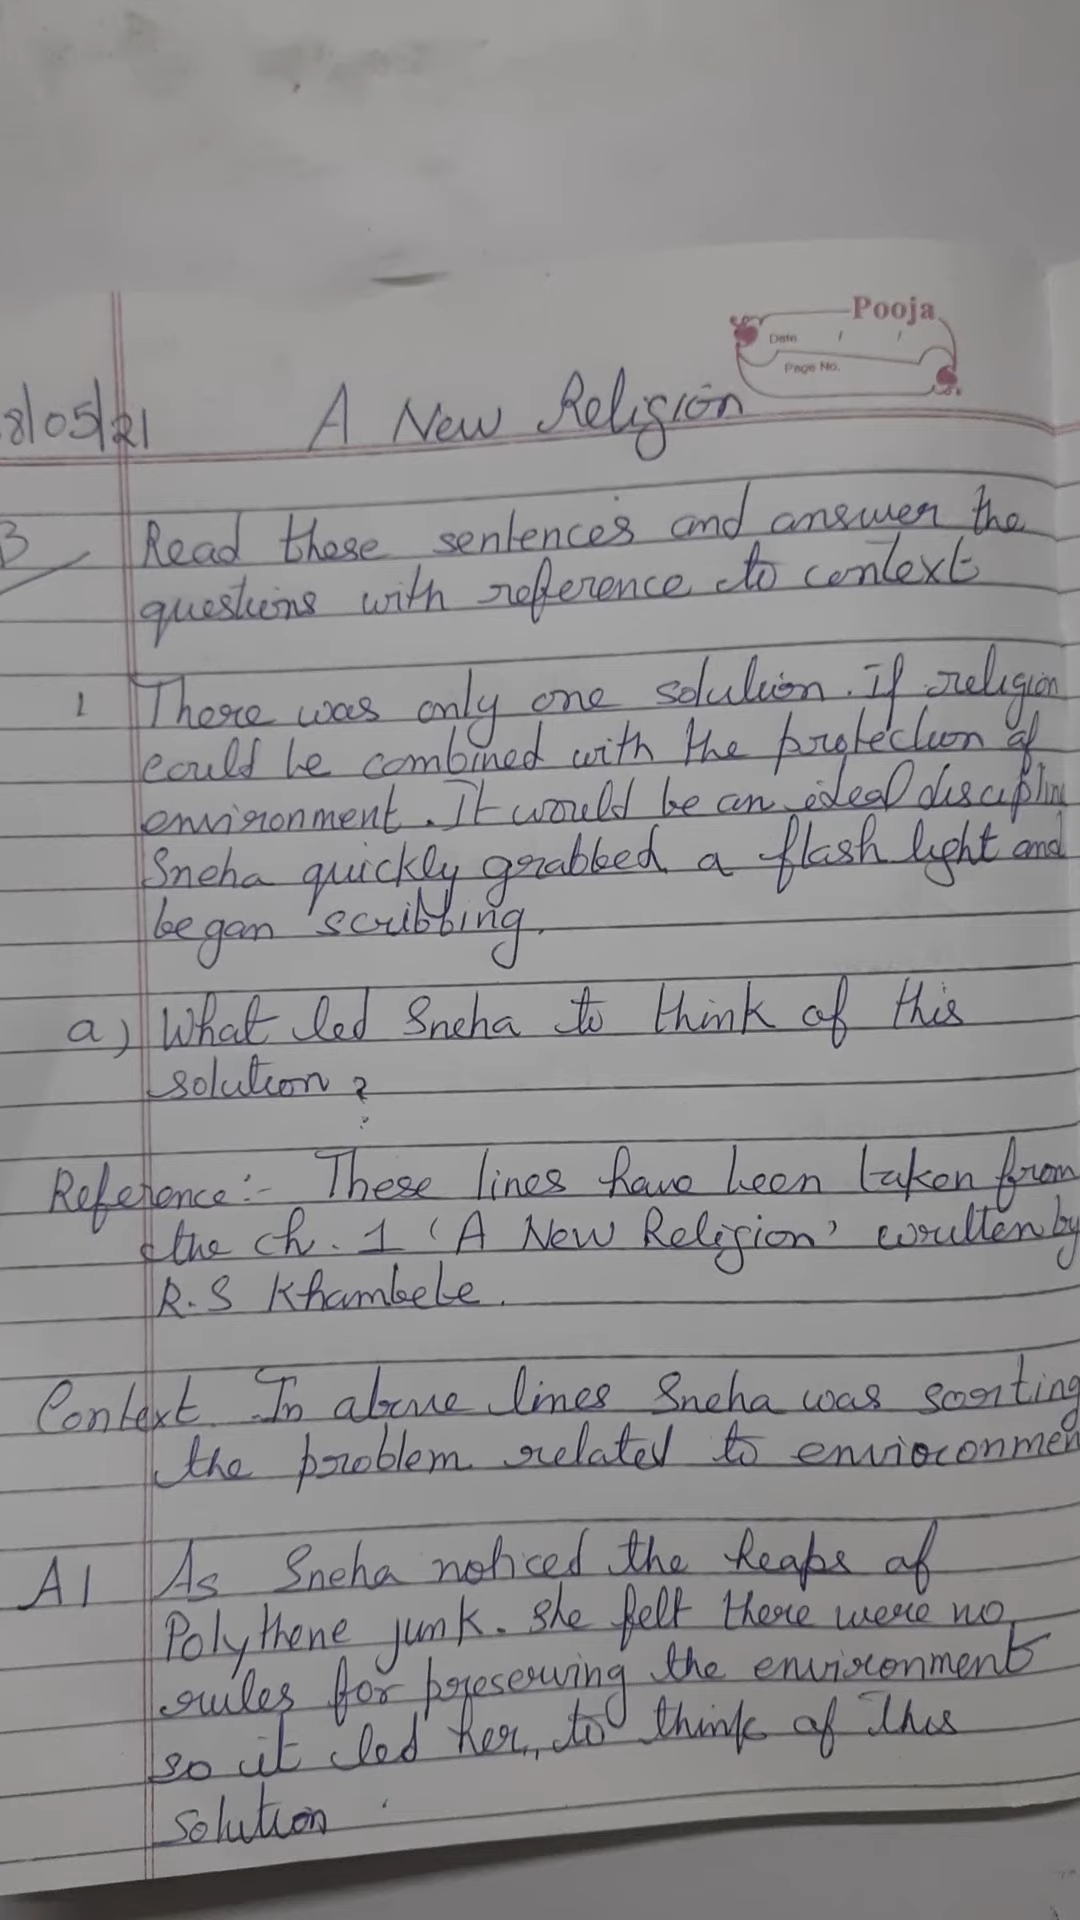 Pooja
Date / /
Page No.
8/05/21 A New Religion
B Read these sentences and answer the
questions with reference to context
1 There was only one solution. if religion
could be combined with the protection of
environment. It would be an ideal disciplin
Sneha quickly grabbed a flash light and
began scribbing.
a) What led Sneha to think of this
solution ?
Reference:- These lines have been taken from
the ch. 1 'A New Religion' written by
R.S Khambete.
Context. In above lines Sneha was sorting
the problem related to environmen
A1 As Sneha noticed the heaps of
Polythene junk. she felt there were no
rules for preserving the environment
so it led her, to think of this
solution.